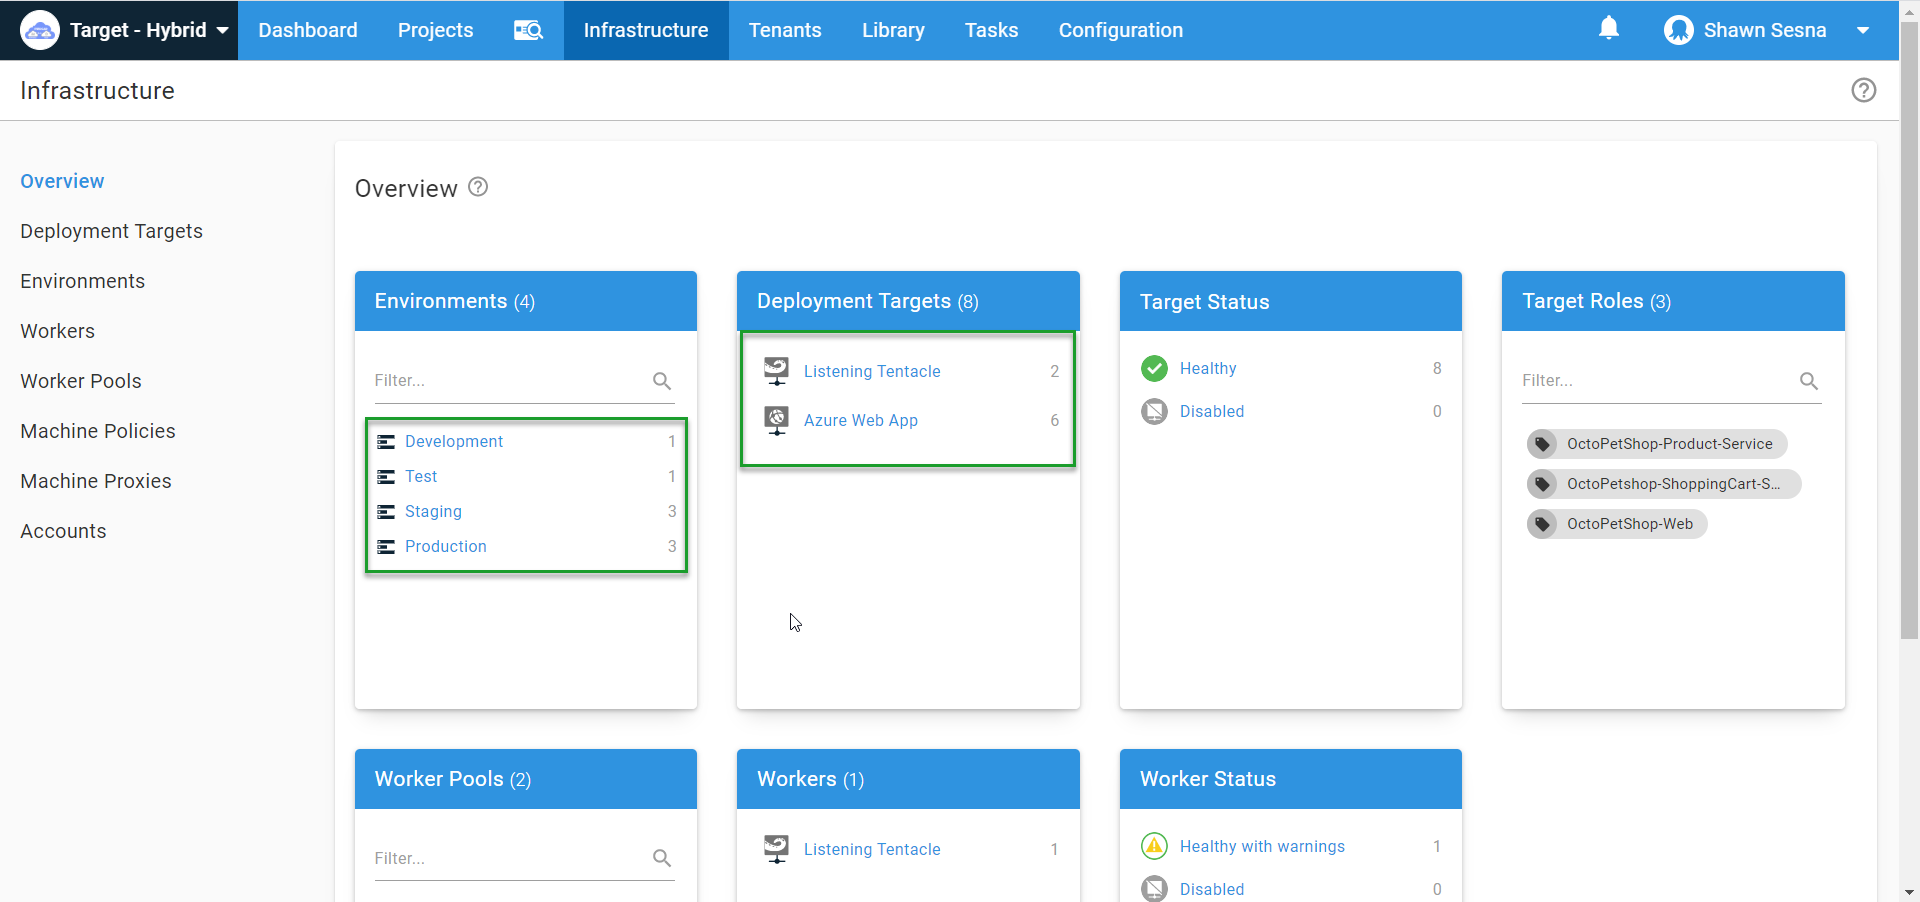 Target - Hybrid Dashboard Projects Infrastructure Tenants Library Tasks Configuration Shawn Sesna
Infrastructure
Overview
Deployment Targets
Environments
Workers
Worker Pools
Machine Policies
Machine Proxies
Accounts
Overview
Environments (4)
Filter...
Development 1
Test 1
Staging 3
Production 3
Deployment Targets (8)
Listening Tentacle 2
Azure Web App 6
Target Status
Healthy 8
Disabled 0
Target Roles (3)
Filter...
OctoPetShop-Product-Service
OctoPetshop-ShoppingCart-S...
OctoPetShop-Web
Worker Pools (2)
Filter...
Workers (1)
Listening Tentacle 1
Worker Status
Healthy with warnings 1
Disabled 0